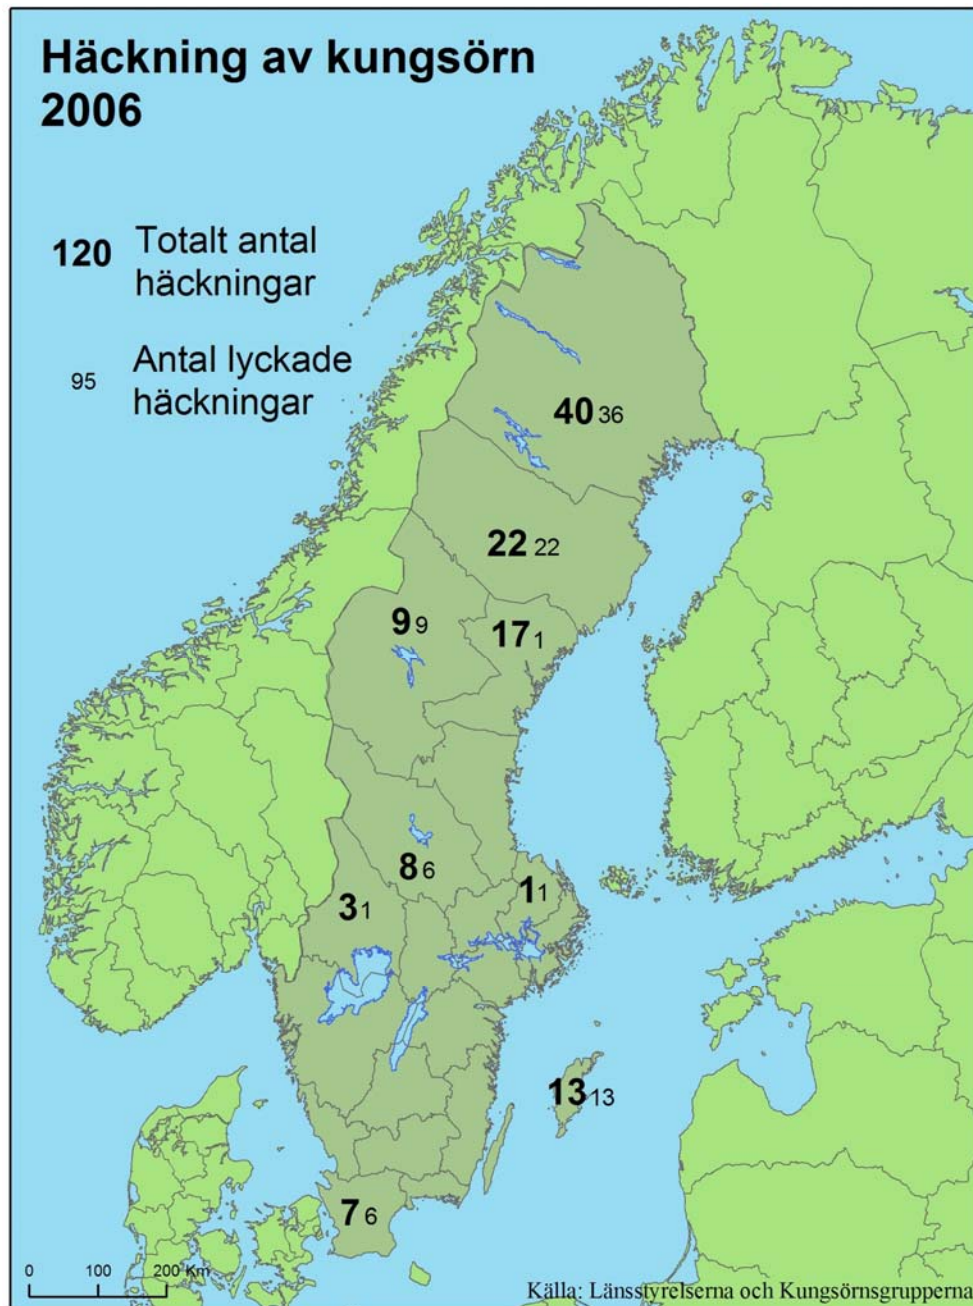 Häckning av kungsörn
2006
120 Totalt antal
häckningar
95 Antal lyckade
häckningar
40 36
22 22
9 9
17 1
8 6
3 1
1 1
13 13
7 6
0 100 200 Km
Källa: Länsstyrelserna och Kungsörnsgrupperna